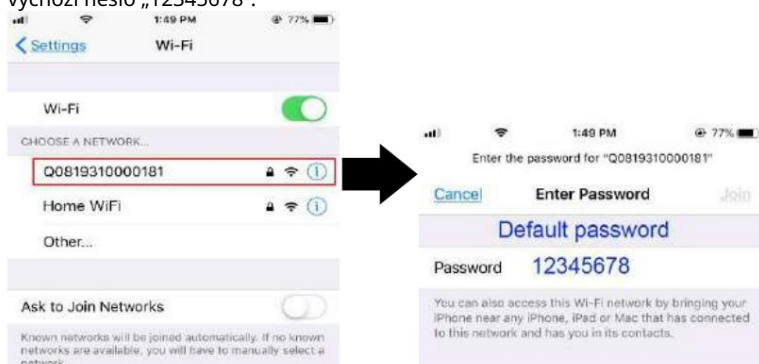 výchozí heslo „12345678".
1:49 PM
77%
Settings
Wi-Fi
Wi-Fi
CHOOSE A NETWORK...
Q0819310000181
Home WiFi
Other...
Ask to Join Networks
Known networks will be joined automatically. If no known
networks are available, you will have to manually select a
network.
1:49 PM
77%
Enter the password for "Q0819310000181"
Cancel
Enter Password
Join
Default password
Password
12345678
You can also access this Wi-Fi network by bringing your
iPhone near any iPhone, iPad or Mac that has connected
to this network and has you in its contacts.